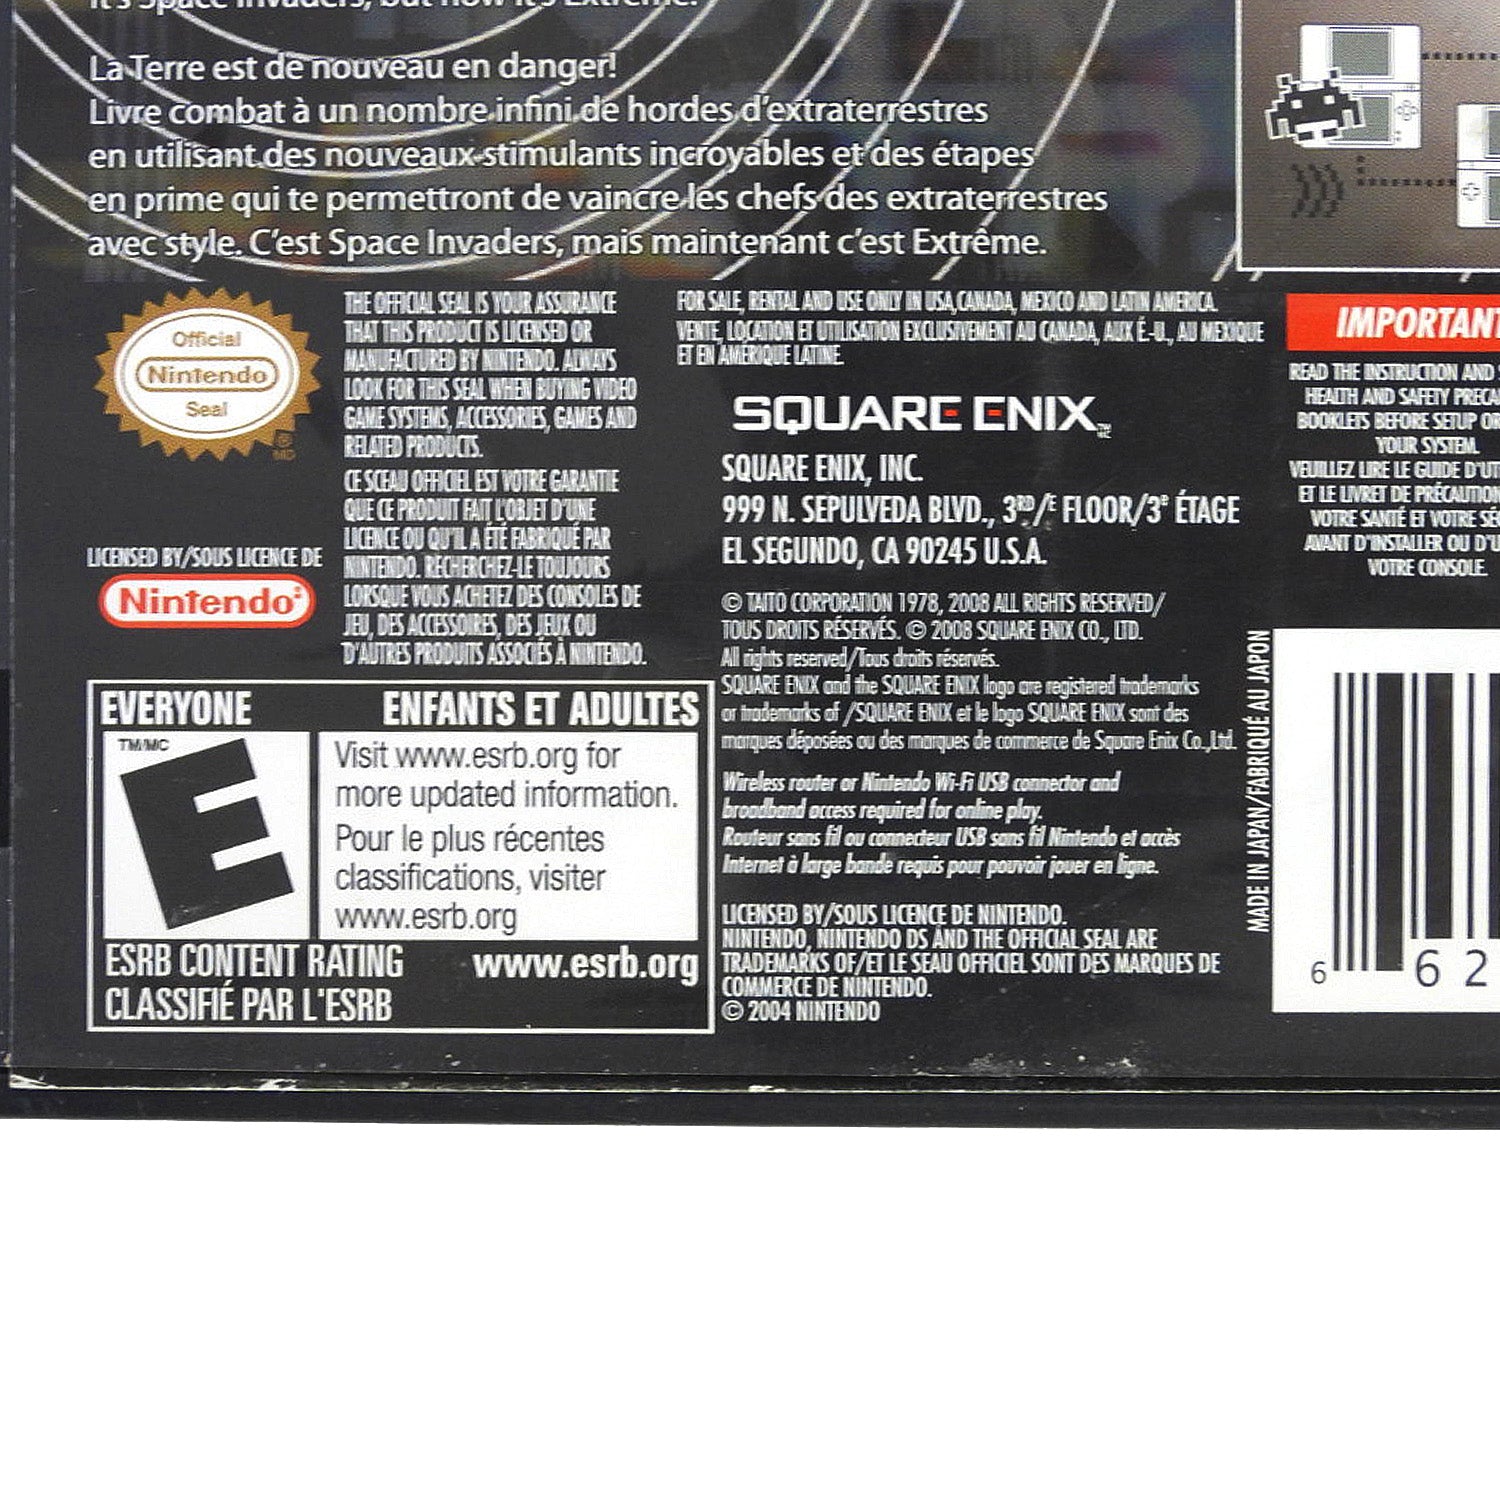 It's Space Invaders, but now it's Extreme.
La Terre est de nouveau en danger!
Livre combat à un nombre infini de hordes d'extraterrestres
en utilisant des nouveaux stimulants incroyables et des étapes
en prime qui te permettront de vaincre les chefs des extraterrestres
avec style. C'est Space Invaders, mais maintenant c'est Extrême.
Official
Nintendo
Seal
® MD
THE OFFICIAL SEAL IS YOUR ASSURANCE
THAT THIS PRODUCT IS LICENSED OR
MANUFACTURED BY NINTENDO. ALWAYS
LOOK FOR THIS SEAL WHEN BUYING VIDEO
GAME SYSTEMS, ACCESSORIES, GAMES AND
RELATED PRODUCTS.
CE SCEAU OFFICIEL EST VOTRE GARANTIE
QUE CE PRODUIT FAIT L'OBJET D'UNE
LICENCE OU QU'IL A ÉTÉ FABRIQUÉ PAR
NINTENDO. RECHERCHEZ-LE TOUJOURS
LORSQUE VOUS ACHETEZ DES CONSOLES DE
JEU, DES ACCESSOIRES, DES JEUX OU
D'AUTRES PRODUITS ASSOCIÉS À NINTENDO.
LICENSED BY/SOUS LICENCE DE
Nintendo®
EVERYONE ENFANTS ET ADULTES
TM/MC
E
Visit www.esrb.org for
more updated information.
Pour le plus récentes
classifications, visiter
www.esrb.org
ESRB CONTENT RATING www.esrb.org
CLASSIFIÉ PAR L'ESRB
FOR SALE, RENTAL AND USE ONLY IN USA,CANADA, MEXICO AND LATIN AMERICA.
VENTE, LOCATION ET UTILISATION EXCLUSIVEMENT AU CANADA, AUX É.-U., AU MEXIQUE
ET EN AMÉRIQUE LATINE.
SQUARE ENIX
SQUARE ENIX, INC.
999 N. SEPULVEDA BLVD., 3RD/E FLOOR/3e ÉTAGE
EL SEGUNDO, CA 90245 U.S.A.
© TAITO CORPORATION 1978, 2008 ALL RIGHTS RESERVED/
TOUS DROITS RÉSERVÉS. © 2008 SQUARE ENIX CO., LTD.
All rights reserved/Tous droits réservés.
SQUARE ENIX and the SQUARE ENIX logo are registered trademarks
or trademarks of /SQUARE ENIX et le logo SQUARE ENIX sont des
marques déposées ou des marques de commerce de Square Enix Co.,Ltd.
Wireless router or Nintendo Wi-Fi USB connector and
broadband access required for online play.
Routeur sans fil ou connecteur USB sans fil Nintendo et accès
Internet à large bande requis pour pouvoir jouer en ligne.
LICENSED BY/SOUS LICENCE DE NINTENDO.
NINTENDO, NINTENDO DS AND THE OFFICIAL SEAL ARE
TRADEMARKS OF/ET LE SEAU OFFICIEL SONT DES MARQUES DE
COMMERCE DE NINTENDO.
© 2004 NINTENDO
IMPORTANT
READ THE INSTRUCTION AND
HEALTH AND SAFETY PRECA
BOOKLETS BEFORE SETUP OR
YOUR SYSTEM.
VEUILLEZ LIRE LE GUIDE D'UT
ET LE LIVRET DE PRÉCAUTION
VOTRE SANTÉ ET VOTRE SÉ
AVANT D'INSTALLER OU D'U
VOTRE CONSOLE.
MADE IN JAPAN/FABRIQUÉ AU JAPON
6 62